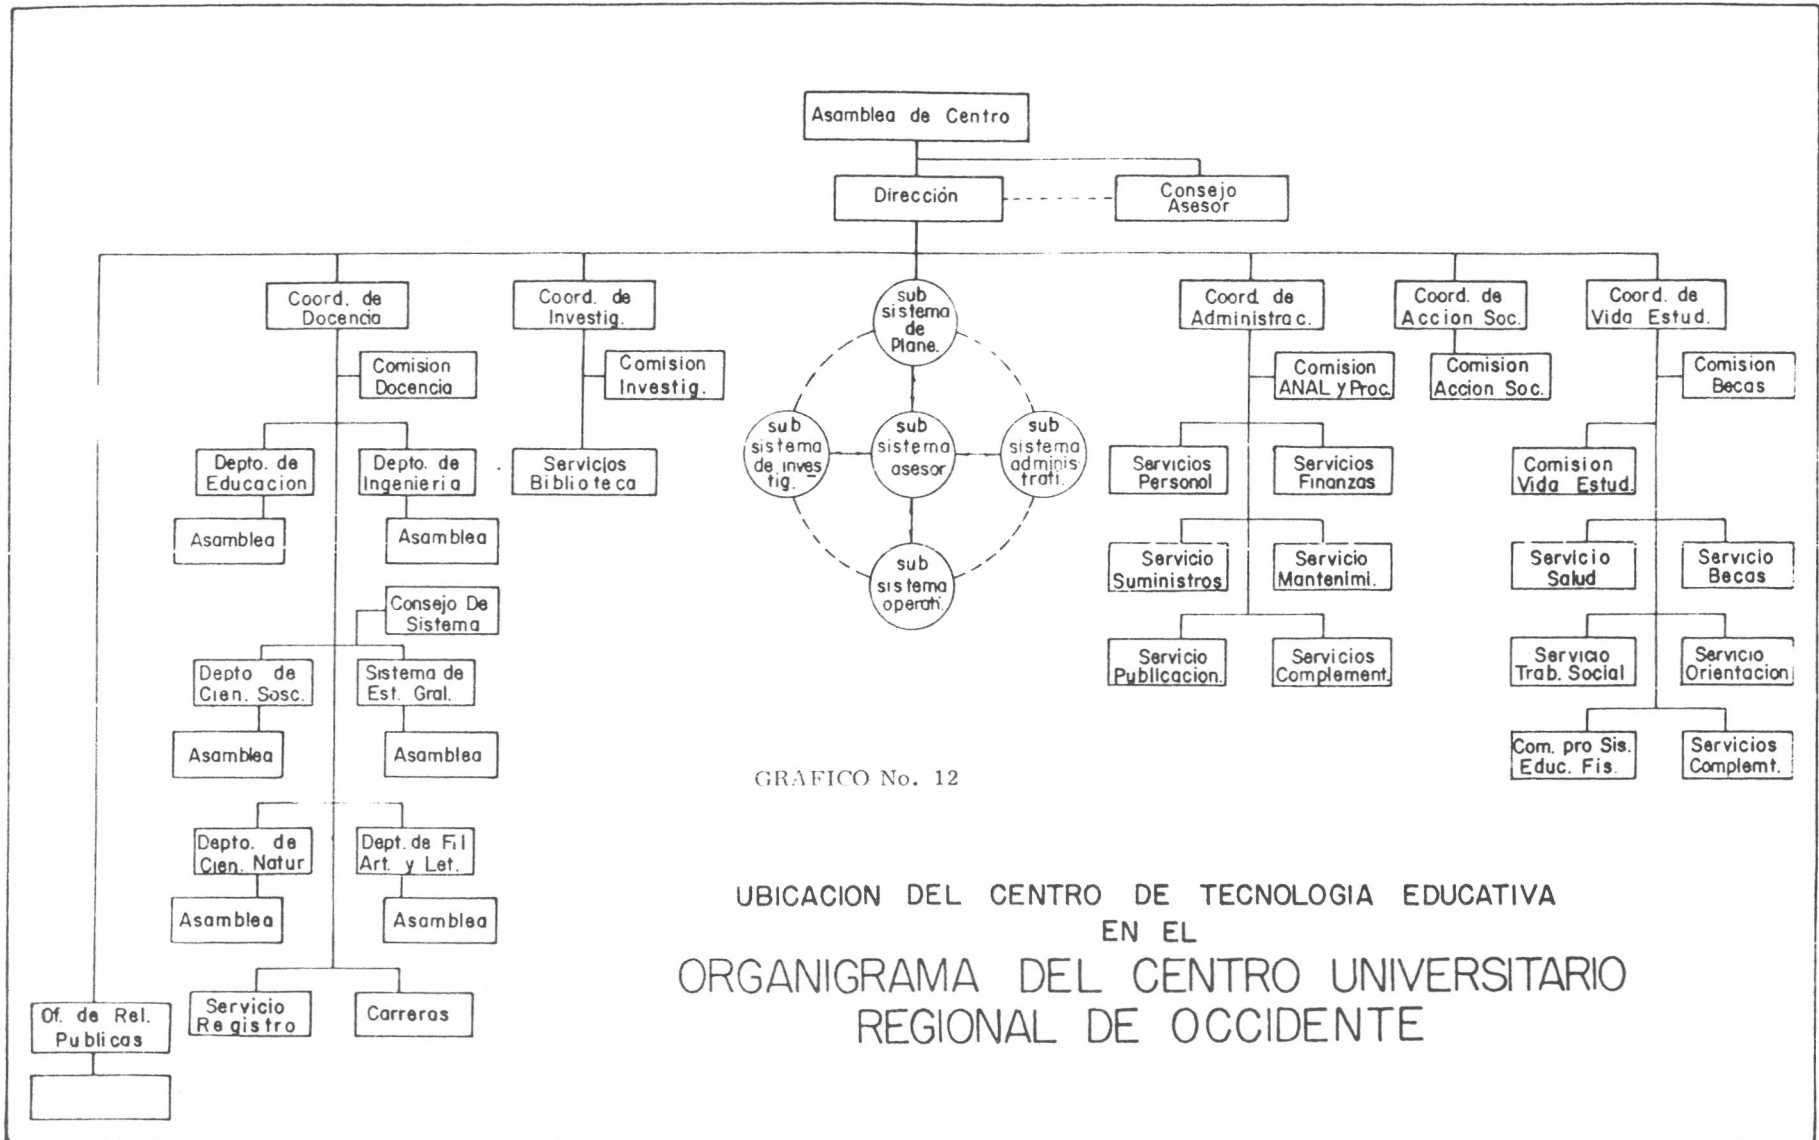 Asamblea de Centro
Dirección
Consejo
Asesor
Coord. de
Docencia
Coord. de
Investig.
sub
sistema
de
Plane.
Coord. de
Administrac.
Coord. de
Accion Soc.
Coord. de
Vida Estud.
Comision
Docencia
Comision
Investig.
Comision
ANAL y Proc.
Comision
Accion Soc.
Comision
Becas
sub
sistema
de inves
tig.
sub
sistema
asesor
sub
sistema
adminis
trati.
Depto. de
Educacion
Depto. de
Ingenieria
Servicios
Biblioteca
Servicios
Personal
Servicios
Finanzas
Comision
Vida Estud.
Asamblea
Asamblea
sub
sistema
operati.
Servicio
Suministros
Servicio
Mantenimi.
Servicio
Salud
Servicio
Becas
Consejo De
Sistema
Depto de
Cien. Sosc.
Sistema de
Est. Gral.
Servicio
Publicacion.
Servicios
Complement.
Servicio
Trab. Social
Servicio
Orientacion
Asamblea
Asamblea
Com. pro Sis.
Educ. Fis.
Servicios
Complemt.
GRAFICO No. 12
Depto. de
Cien. Natur
Dept. de Fil
Art. y Let.
Asamblea
Asamblea
UBICACION DEL CENTRO DE TECNOLOGIA EDUCATIVA
EN EL
ORGANIGRAMA DEL CENTRO UNIVERSITARIO
REGIONAL DE OCCIDENTE
Servicio
Registro
Carreras
Of. de Rel.
Publicas